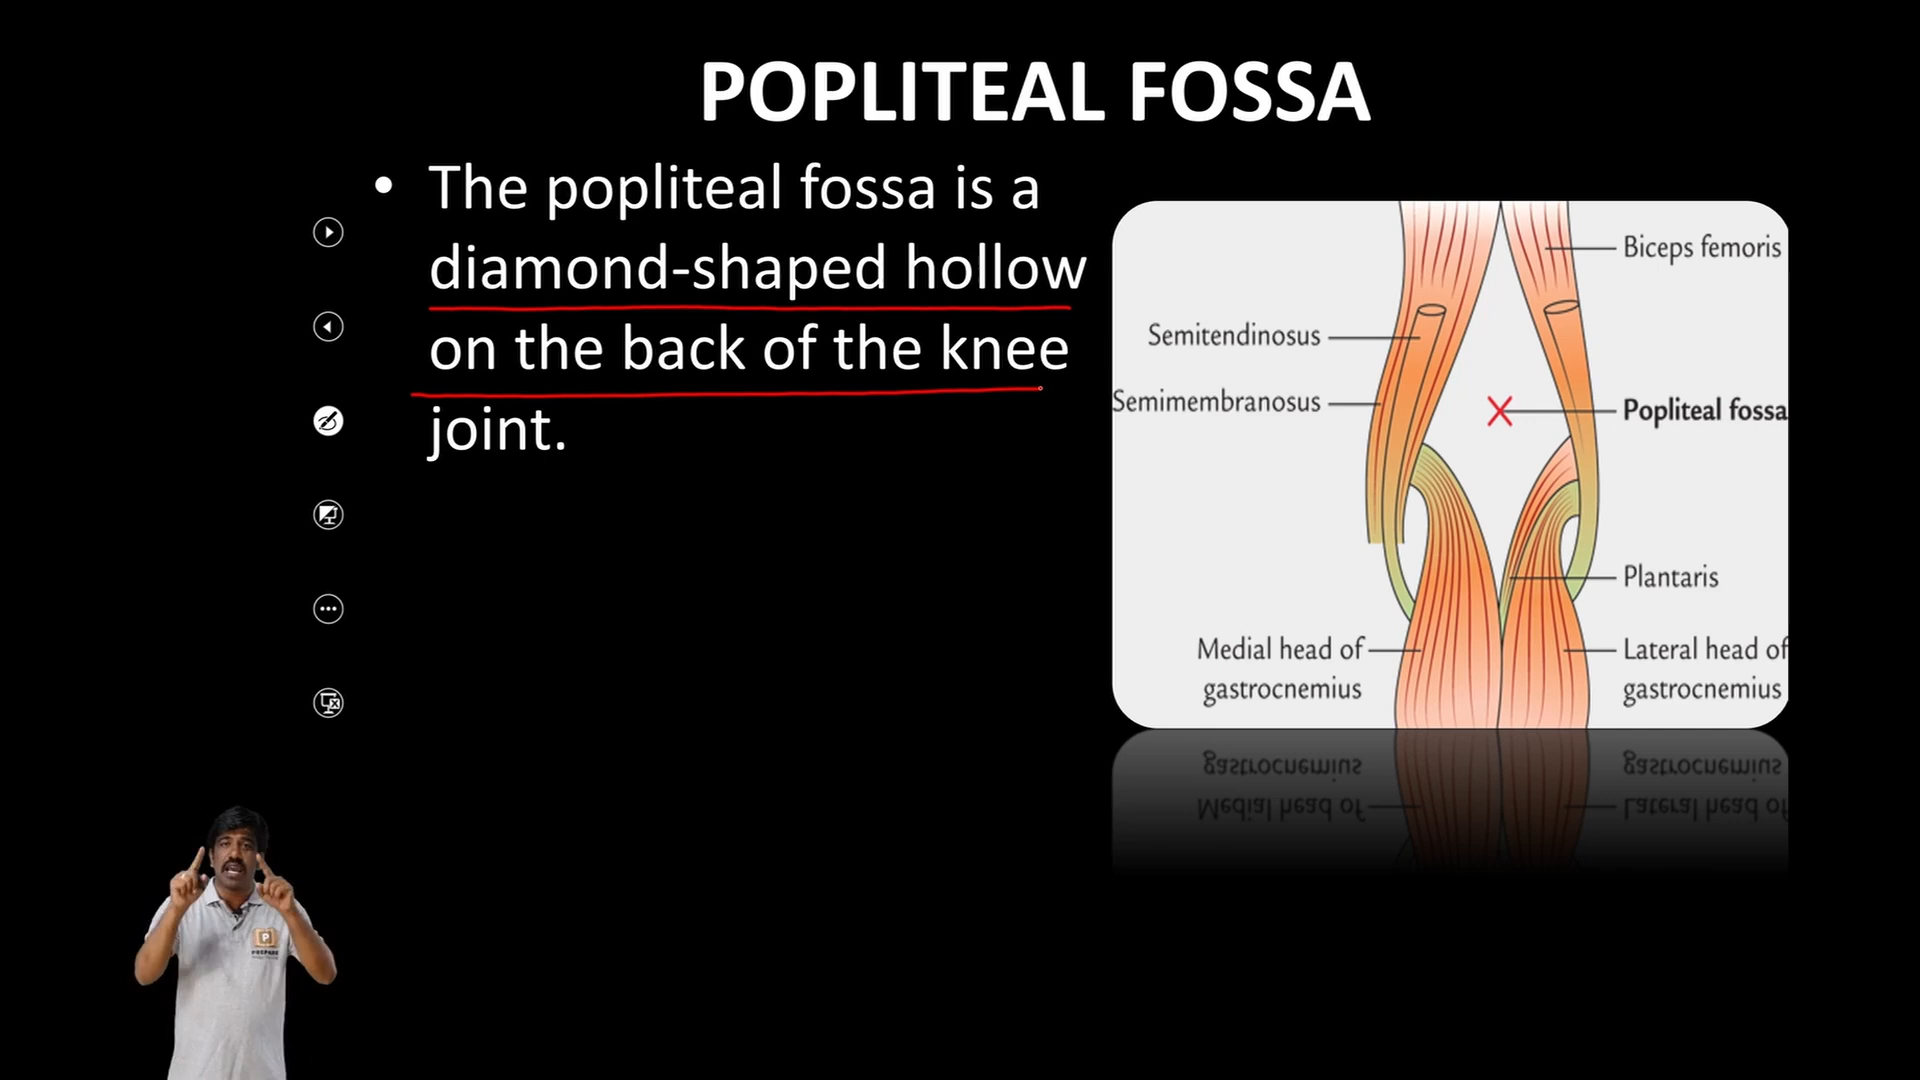 POPLITEAL FOSSA
• The popliteal fossa is a
diamond-shaped hollow
on the back of the knee
joint.
Biceps femoris
Semitendinosus
Semimembranosus
Popliteal fossa
Plantaris
Medial head of
gastrocnemius
Lateral head of
gastrocnemius
P
PREPARE